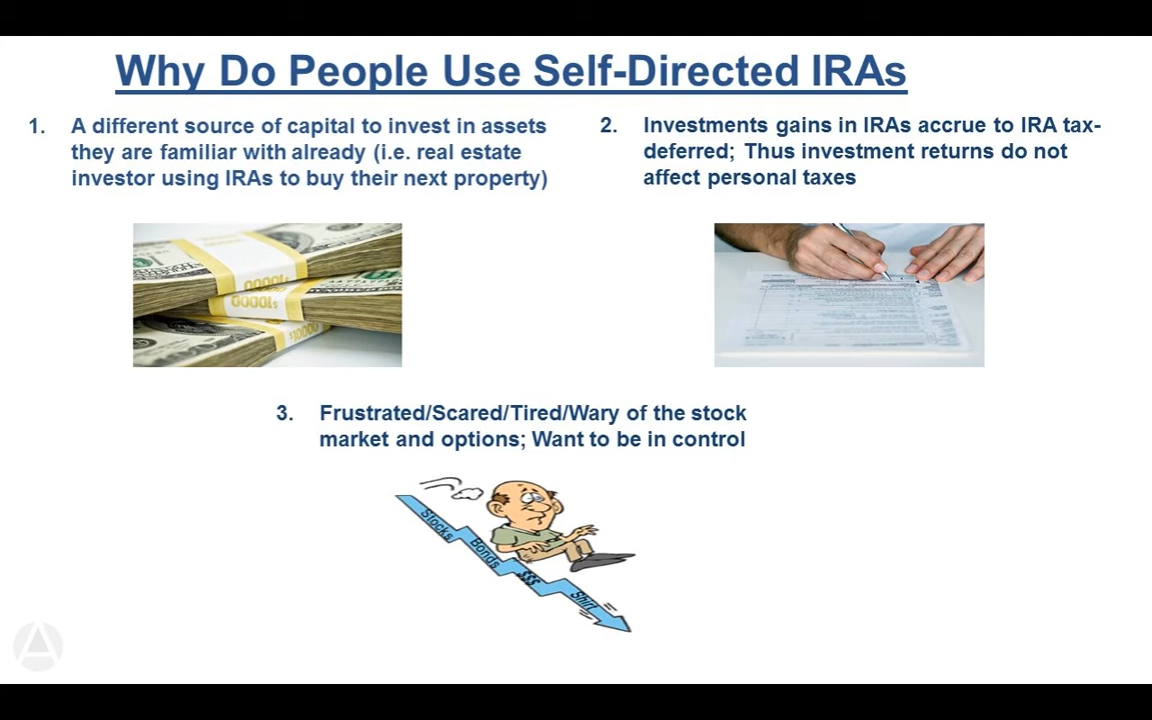 Why Do People Use Self-Directed IRAs
1. A different source of capital to invest in assets
they are familiar with already (i.e. real estate
investor using IRAs to buy their next property)
2. Investments gains in IRAs accrue to IRA tax-
deferred; Thus investment returns do not
affect personal taxes
3. Frustrated/Scared/Tired/Wary of the stock
market and options; Want to be in control
Stocks
Bonds
$$$
Shirt